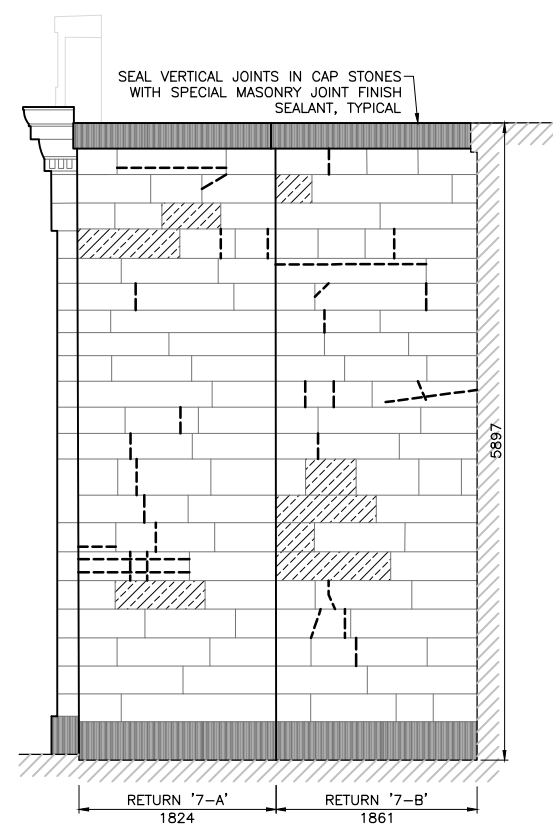 SEAL VERTICAL JOINTS IN CAP STONES
WITH SPECIAL MASONRY JOINT FINISH
SEALANT, TYPICAL
5897
RETURN '7-A'
1824
RETURN '7-B'
1861